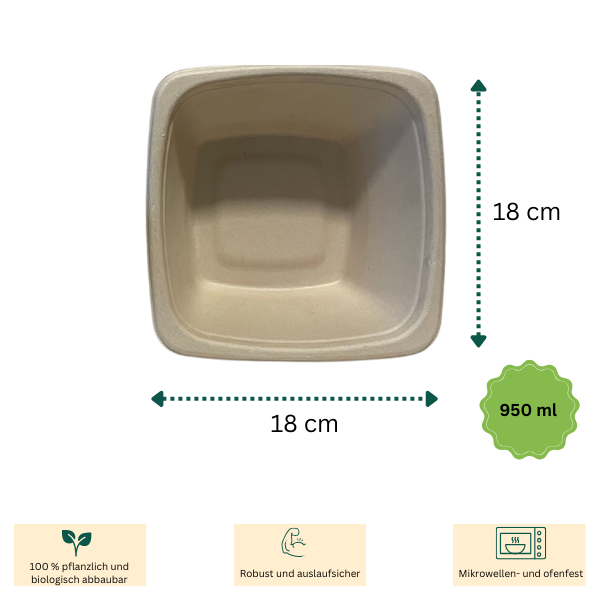 18 cm
18 cm
950 ml
100 % pflanzlich und
biologisch abbaubar
Robust und auslaufsicher
Mikrowellen- und ofenfest